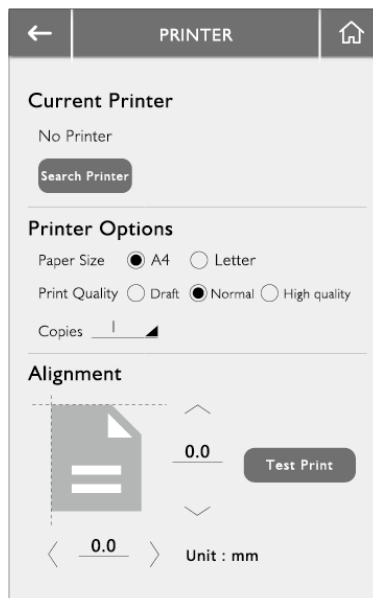 PRINTER
Current Printer
No Printer
Search Printer
Printer Options
Paper Size A4 Letter
Print Quality Draft Normal High quality
Copies 1
Alignment
0.0
Test Print
0.0 Unit : mm